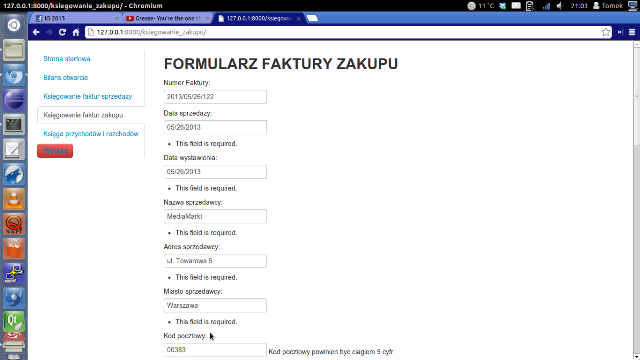 127.0.0.1:8000/ksiegowanie_zakupu/ - Chromium
11 °C
21:03
Tomek
IO 2013
Grease- You're the one th
127.0.0.1:8000/ksiegowan
127.0.0.1:8000/ksiegowanie_zakupu/
Strona startowa
Bilans otwarcia
Księgowanie faktur sprzedaży
Księgowanie faktur zakupu
Księga przychodów i rozchodów
FORMULARZ FAKTURY ZAKUPU
Numer Faktury:
2013/05/26/122
Data sprzedaży:
05/26/2013
This field is required.
Data wystawienia:
05/26/2013
This field is required.
Nazwa sprzedawcy:
MediaMarkt
This field is required.
Adres sprzedawcy:
ul. Towarowa 5
This field is required.
Miasto sprzedawcy:
Warszawa
This field is required.
Kod pocztowy:
00383
Kod pocztowy powinien byc ciagiem 5 cyfr